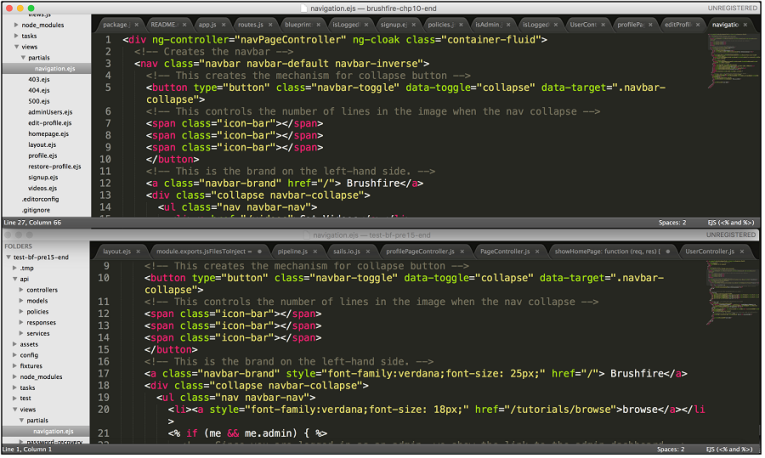 navigation.ejs — brushfire-chp10-end
UNREGISTERED
views.js
node_modules
tasks
views
partials
navigation.ejs
403.ejs
404.ejs
500.ejs
adminUsers.ejs
edit-profile.ejs
homepage.ejs
layout.ejs
profile.ejs
restore-profile.ejs
signup.ejs
videos.ejs
.editorconfig
.gitignore
package. README. app.js routes.js blueprint isLogged signup.ejs policies. isAdmin. isLogged UserCont profilePa editProfil navigatio
1 <div ng-controller="navPageController" ng-cloak class="container-fluid">
2 <!-- Creates the navbar -->
3 <nav class="navbar navbar-default navbar-inverse">
4 <!-- This creates the mechanism for collapse button -->
5 <button type="button" class="navbar-toggle" data-toggle="collapse" data-target=".navbar-
collapse">
6 <!-- This controls the number of lines in the image when the nav collapse -->
7 <span class="icon-bar"></span>
8 <span class="icon-bar"></span>
9 <span class="icon-bar"></span>
10 </button>
11 <!-- This is the brand on the left-hand side. -->
12 <a class="navbar-brand" href="/"> Brushfire</a>
13 <div class="collapse navbar-collapse">
14 <ul class="nav navbar-nav">
Line 27, Column 56
Spaces: 2 EJS (<% and %>)
navigation.ejs — test-bf-pre15-end
UNREGISTERED
FOLDERS
test-bf-pre15-end
.tmp
api
controllers
models
policies
responses
services
assets
config
fixtures
node_modules
tasks
test
views
partials
navigation.ejs
password-recovery
layout.ejs module.exports.jsFilesToInject = pipeline.js sails.io.js profilePageController.js PageController.js showHomePage: function (req, res) { UserController.js
9 <!-- This creates the mechanism for collapse button -->
10 <button type="button" class="navbar-toggle" data-toggle="collapse" data-target=".navbar-
collapse">
11 <!-- This controls the number of lines in the image when the nav collapse -->
12 <span class="icon-bar"></span>
13 <span class="icon-bar"></span>
14 <span class="icon-bar"></span>
15 </button>
16 <!-- This is the brand on the left-hand side. -->
17 <a class="navbar-brand" style="font-family:verdana;font-size: 25px;" href="/"> Brushfire</a>
18 <div class="collapse navbar-collapse">
19 <ul class="nav navbar-nav">
20 <li><a style="font-family:verdana;font-size: 18px;" href="/tutorials/browse">browse</a></li
>
21 <% if (me && me.admin) { %>
Line 1, Column 1
Spaces: 2 EJS (<% and %>)